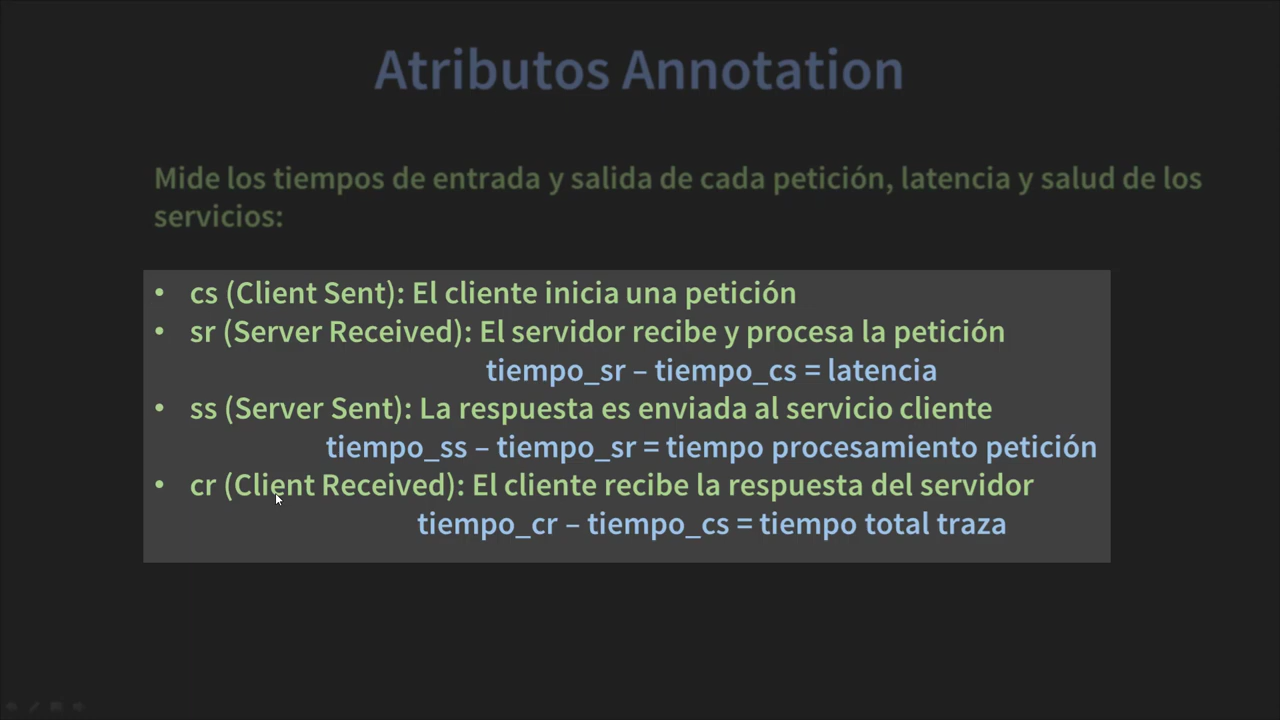 Atributos Annotation
Mide los tiempos de entrada y salida de cada petición, latencia y salud de los
servicios:
• cs (Client Sent): El cliente inicia una petición
• sr (Server Received): El servidor recibe y procesa la petición
tiempo_sr – tiempo_cs = latencia
• ss (Server Sent): La respuesta es enviada al servicio cliente
tiempo_ss – tiempo_sr = tiempo procesamiento petición
• cr (Client Received): El cliente recibe la respuesta del servidor
tiempo_cr – tiempo_cs = tiempo total traza